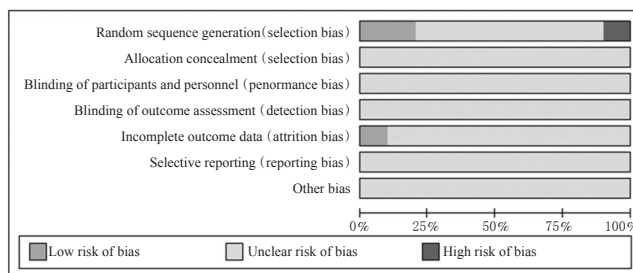 Random sequence generation(selection bias)
Allocation concealment (selection bias)
Blinding of participants and personnel (penormance bias)
Blinding of outcome assessment (detection bias)
Incomplete outcome data (attrition bias)
Selective reporting (reporting bias)
Other bias
0% 25% 50% 75% 100%
Low risk of bias Unclear risk of bias High risk of bias